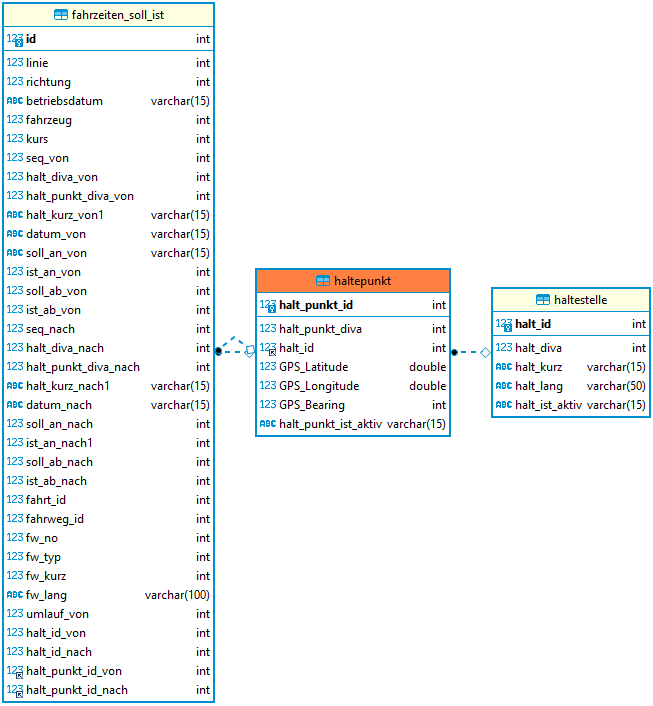 fahrzeiten_soll_ist
123 id int
123 linie int
123 richtung int
ABC betriebsdatum varchar(15)
123 fahrzeug int
123 kurs int
123 seq_von int
123 halt_diva_von int
123 halt_punkt_diva_von int
ABC halt_kurz_von1 varchar(15)
ABC datum_von varchar(15)
ABC soll_an_von varchar(15)
123 ist_an_von int
123 soll_ab_von int
123 ist_ab_von int
123 seq_nach int
123 halt_diva_nach int
123 halt_punkt_diva_nach int
ABC halt_kurz_nach1 varchar(15)
ABC datum_nach varchar(15)
123 soll_an_nach int
123 ist_an_nach1 int
123 soll_ab_nach int
123 ist_ab_nach int
123 fahrt_id int
123 fahrweg_id int
123 fw_no int
123 fw_typ int
123 fw_kurz int
ABC fw_lang varchar(100)
123 umlauf_von int
123 halt_id_von int
123 halt_id_nach int
123 halt_punkt_id_von int
123 halt_punkt_id_nach int
haltepunkt
123 halt_punkt_id int
123 halt_punkt_diva int
123 halt_id int
123 GPS_Latitude double
123 GPS_Longitude double
123 GPS_Bearing int
ABC halt_punkt_ist_aktiv varchar(15)
haltestelle
123 halt_id int
123 halt_diva int
ABC halt_kurz varchar(15)
ABC halt_lang varchar(50)
ABC halt_ist_aktiv varchar(15)